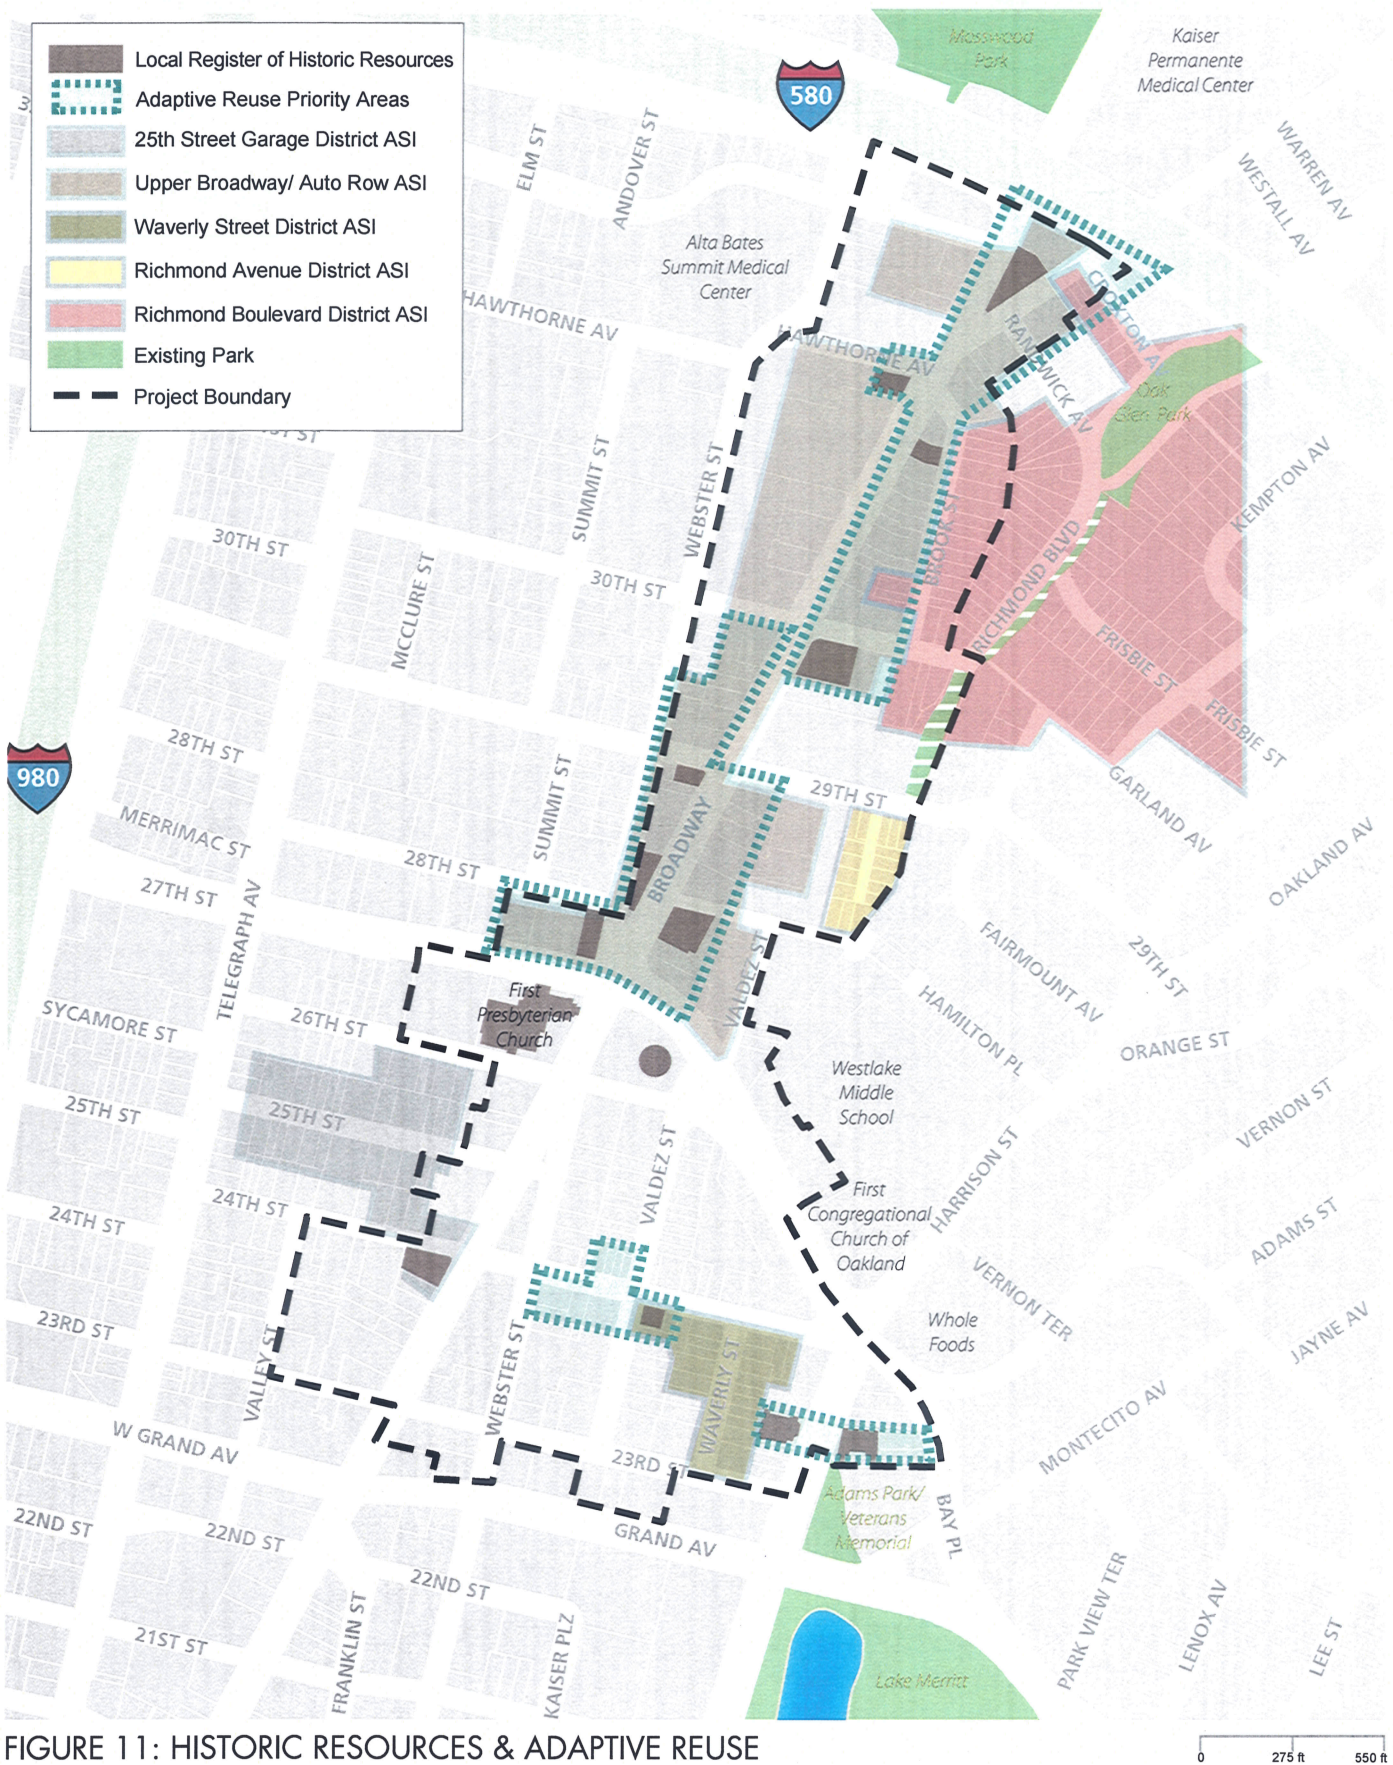 Local Register of Historic Resources
Adaptive Reuse Priority Areas
25th Street Garage District ASI
Upper Broadway/ Auto Row ASI
Waverly Street District ASI
Richmond Avenue District ASI
Richmond Boulevard District ASI
Existing Park
Project Boundary
Mosswood
Park
Kaiser
Permanente
Medical Center
580
ELM ST
ANDOVER ST
WARREN AV
WESTALL AV
Alta Bates
Summit Medical
Center
HAWTHORNE AV
HAWTHORNE AV
CROXTON AV
RANDWICK AV
Oak
Glen Park
SUMMIT ST
WEBSTER ST
KEMPTON AV
30TH ST
30TH ST
BROOK ST
RICHMOND BLVD
MCCLURE ST
FRISBIE ST
FRISBIE ST
28TH ST
980
29TH ST
GARLAND AV
SUMMIT ST
BROADWAY
MERRIMAC ST
28TH ST
OAKLAND AV
27TH ST
TELEGRAPH AV
VALDEZ ST
FAIRMOUNT AV
29TH ST
First
Presbyterian
Church
HAMILTON PL
SYCAMORE ST
26TH ST
ORANGE ST
Westlake
Middle
School
25TH ST
25TH ST
VERNON ST
VALDEZ ST
HARRISON ST
24TH ST
24TH ST
First
Congregational
Church of
Oakland
ADAMS ST
VERNON TER
23RD ST
Whole
Foods
JAYNE AV
VALLEY ST
WEBSTER ST
WAVERLY ST
MONTECITO AV
W GRAND AV
23RD ST
Adams Park/
Veterans
Memorial
BAY PL
22ND ST
22ND ST
GRAND AV
22ND ST
PARK VIEW TER
LENOX AV
LEE ST
21ST ST
FRANKLIN ST
KAISER PLZ
Lake Merritt
FIGURE 11: HISTORIC RESOURCES & ADAPTIVE REUSE
0 275 ft 550 ft